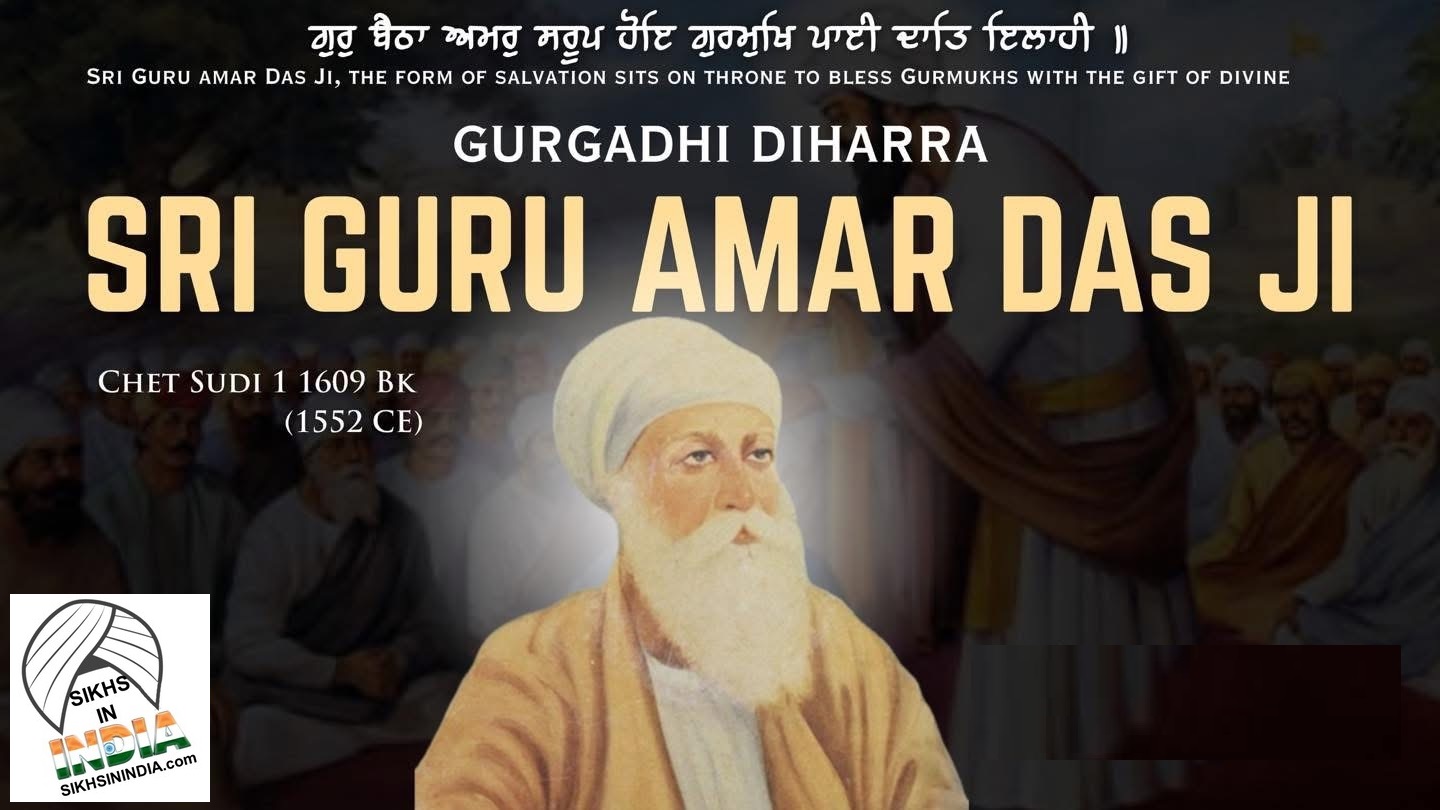 ਗੁਰੁ ਬੈਠਾ ਅਮਰੁ ਸਰੂਪ ਹੋਇ ਗੁਰਮੁਖਿ ਪਾਈ ਦਾਤਿ ਇਲਾਹੀ ॥
Sri Guru amar Das Ji, the form of salvation sits on throne to bless Gurmukhs with the gift of divine
GURGADHI DIHARRA
SRI GURU AMAR DAS JI
Chet Sudi 1 1609 Bk
(1552 CE)
SIKHS
IN
INDIA
SIKHSININDIA.com